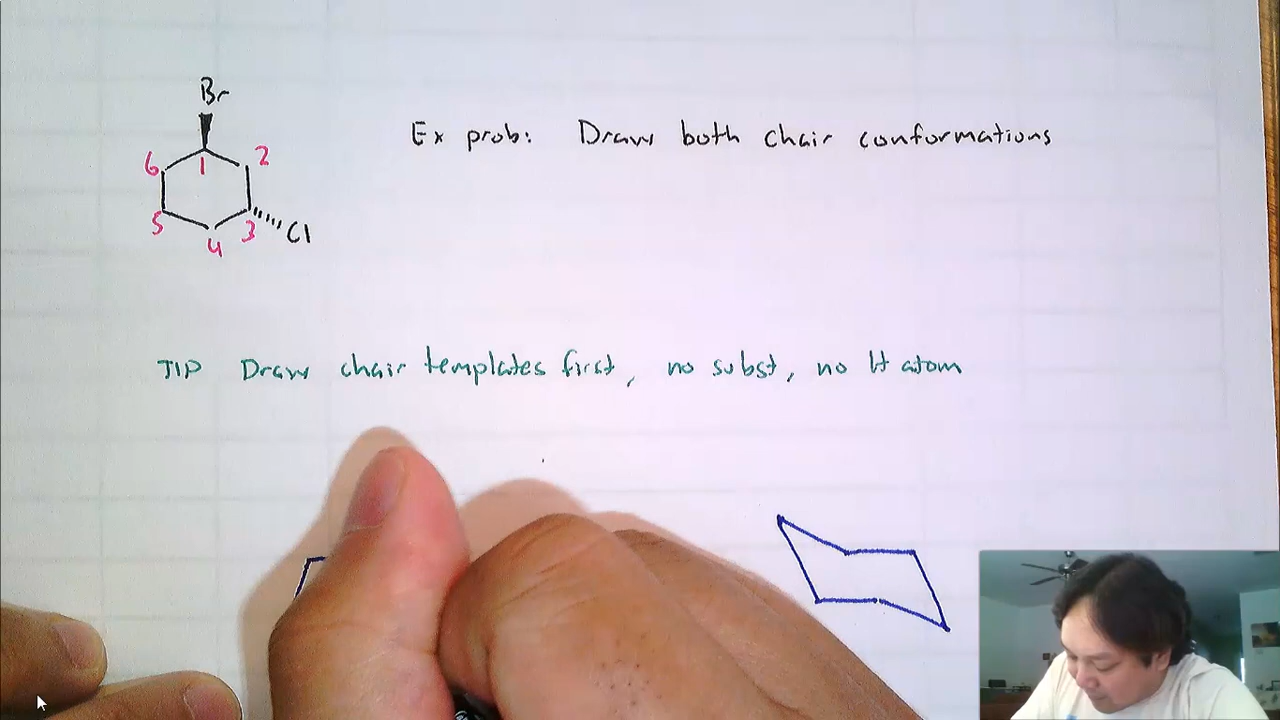 Br
Ex prob: Draw both chair conformations
6 1 2
5 4 3 Cl
TIP Draw chair templates first, no subst, no H atom